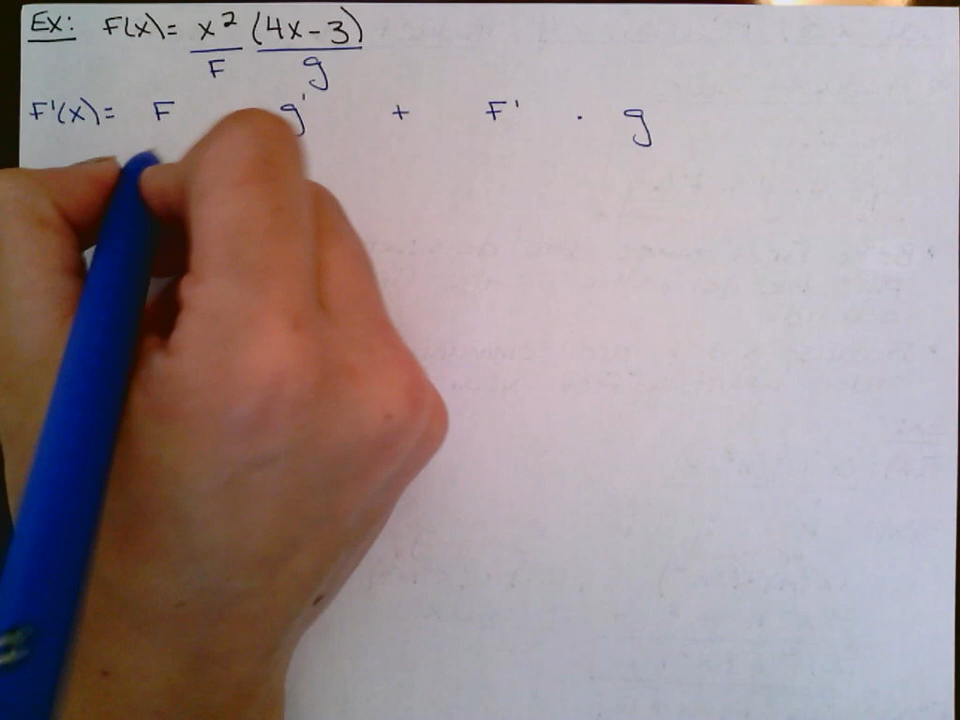 Ex: F(x) = x² (4x-3)
F g
F'(x) = F g' + F' · g